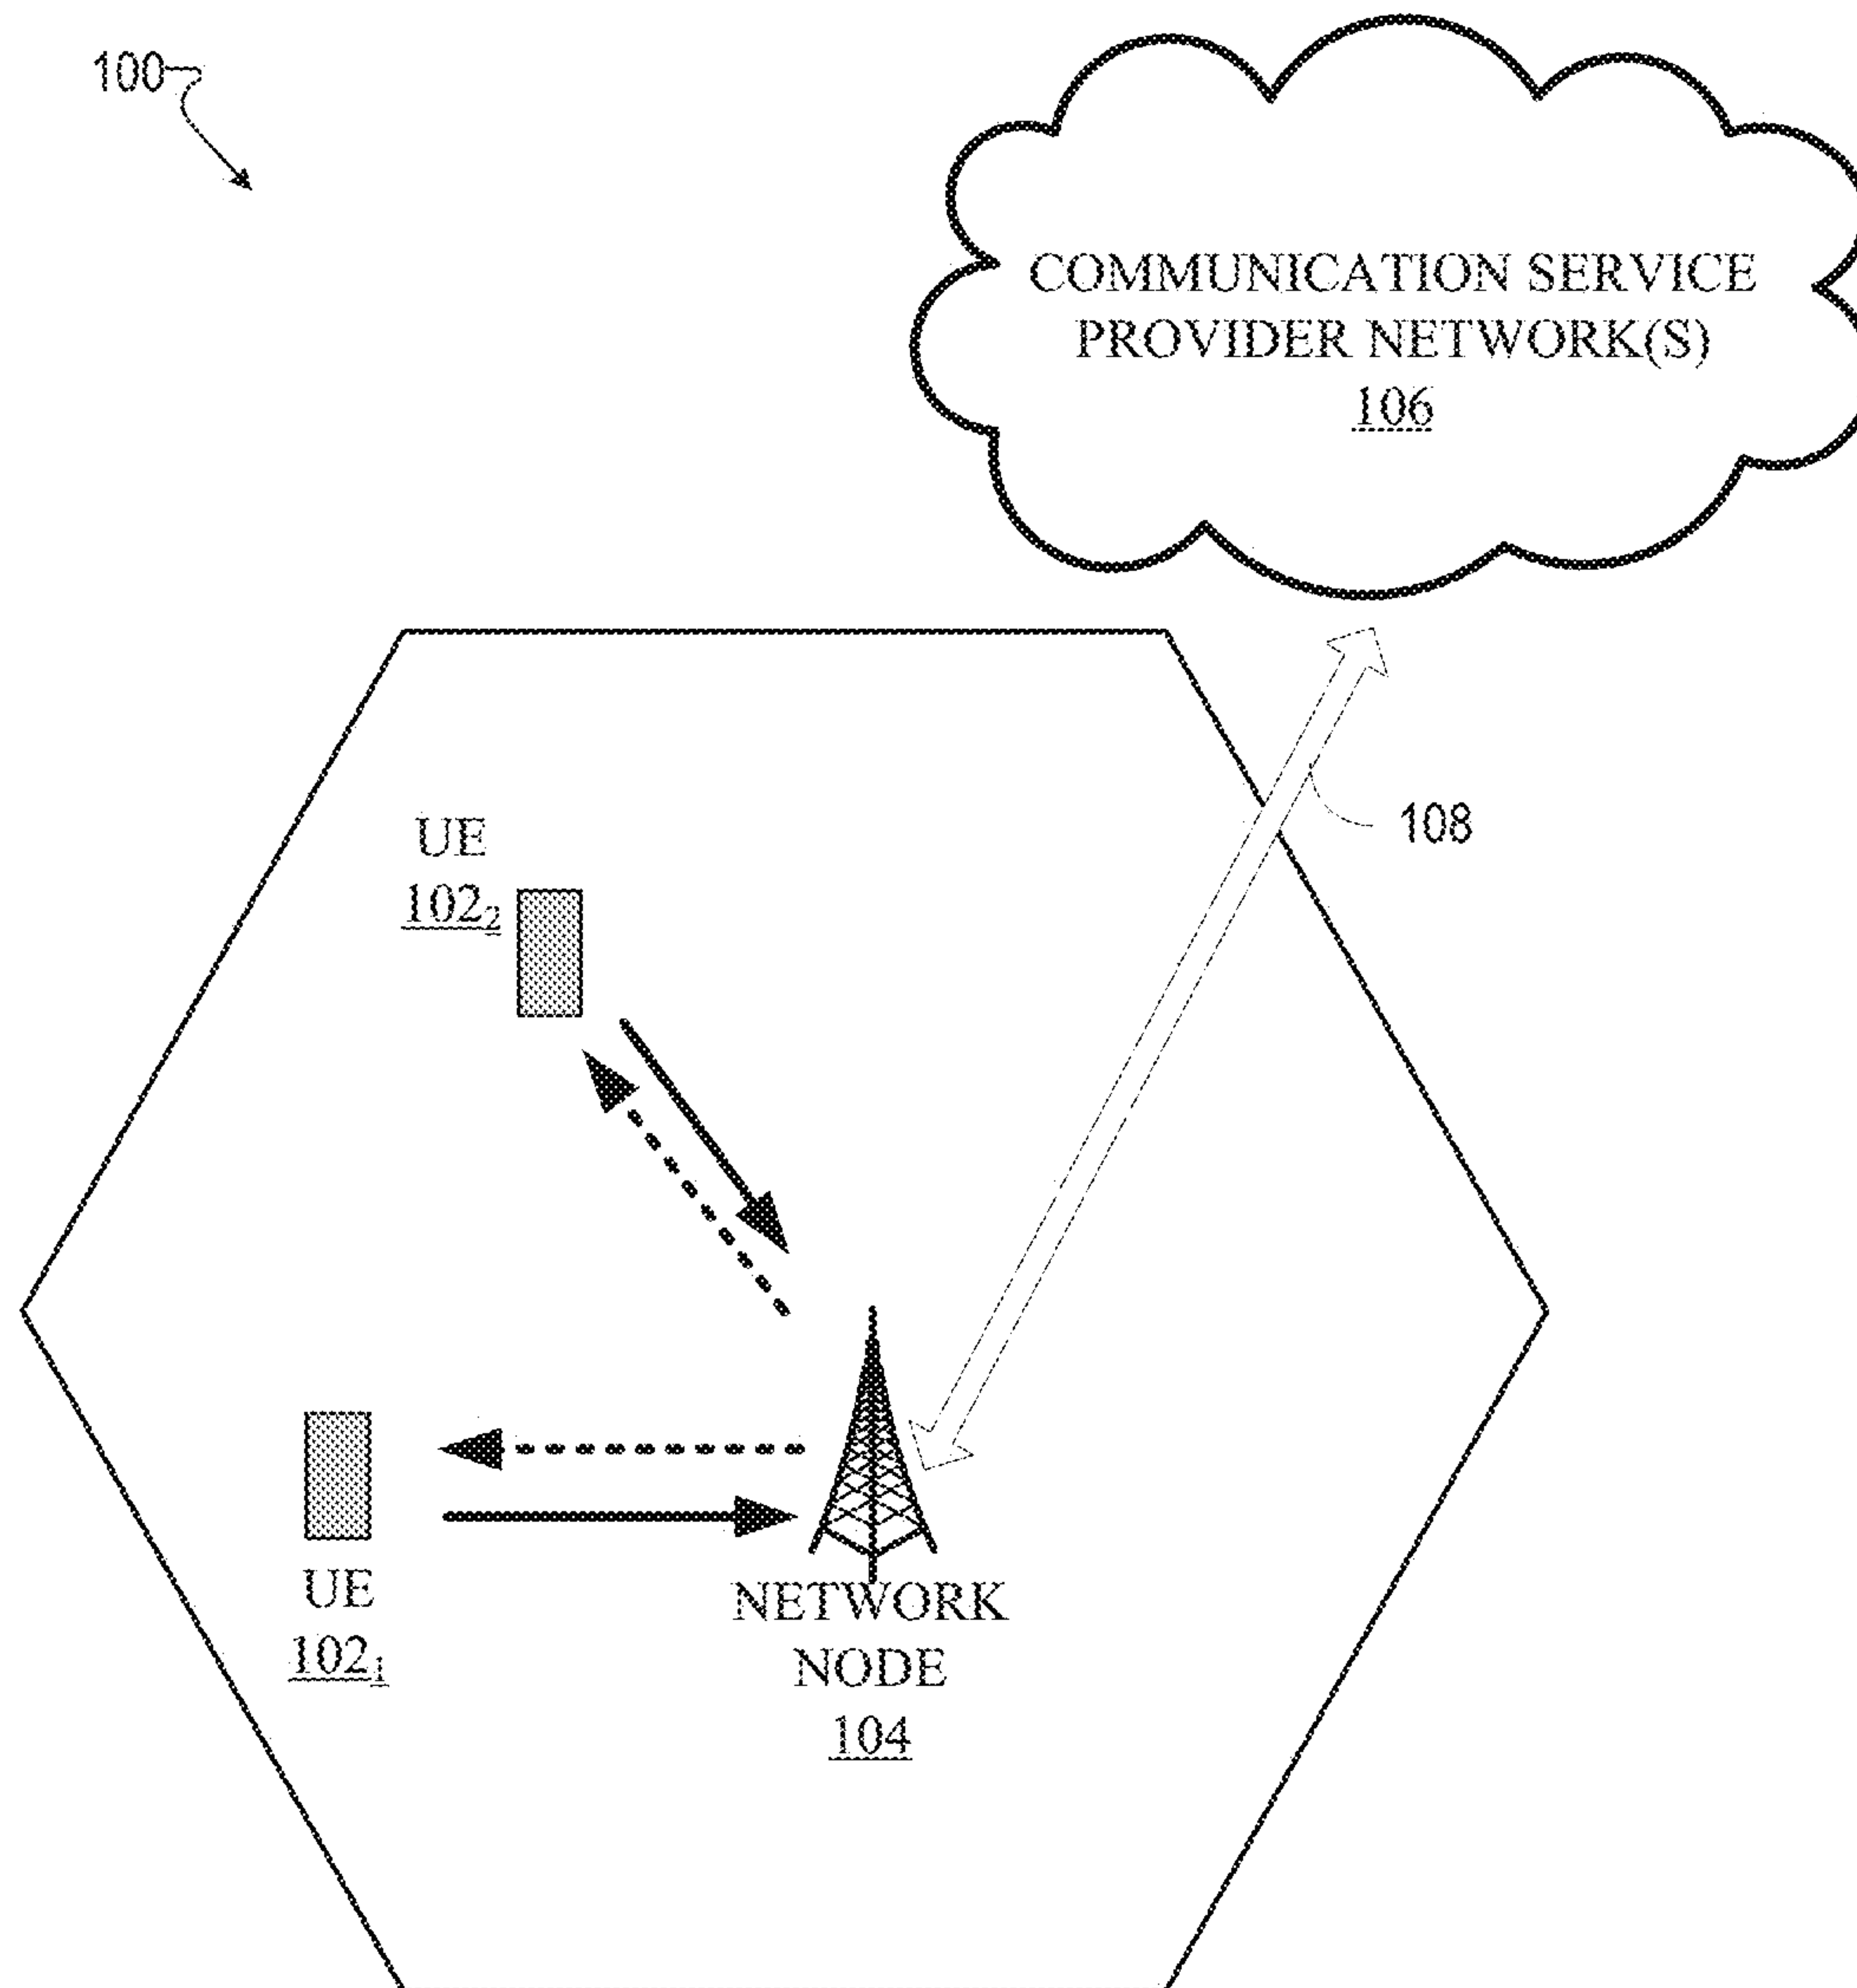 100
COMMUNICATION SERVICE
PROVIDER NETWORK(S)
106
108
UE
102₂
UE
102₁
NETWORK
NODE
104